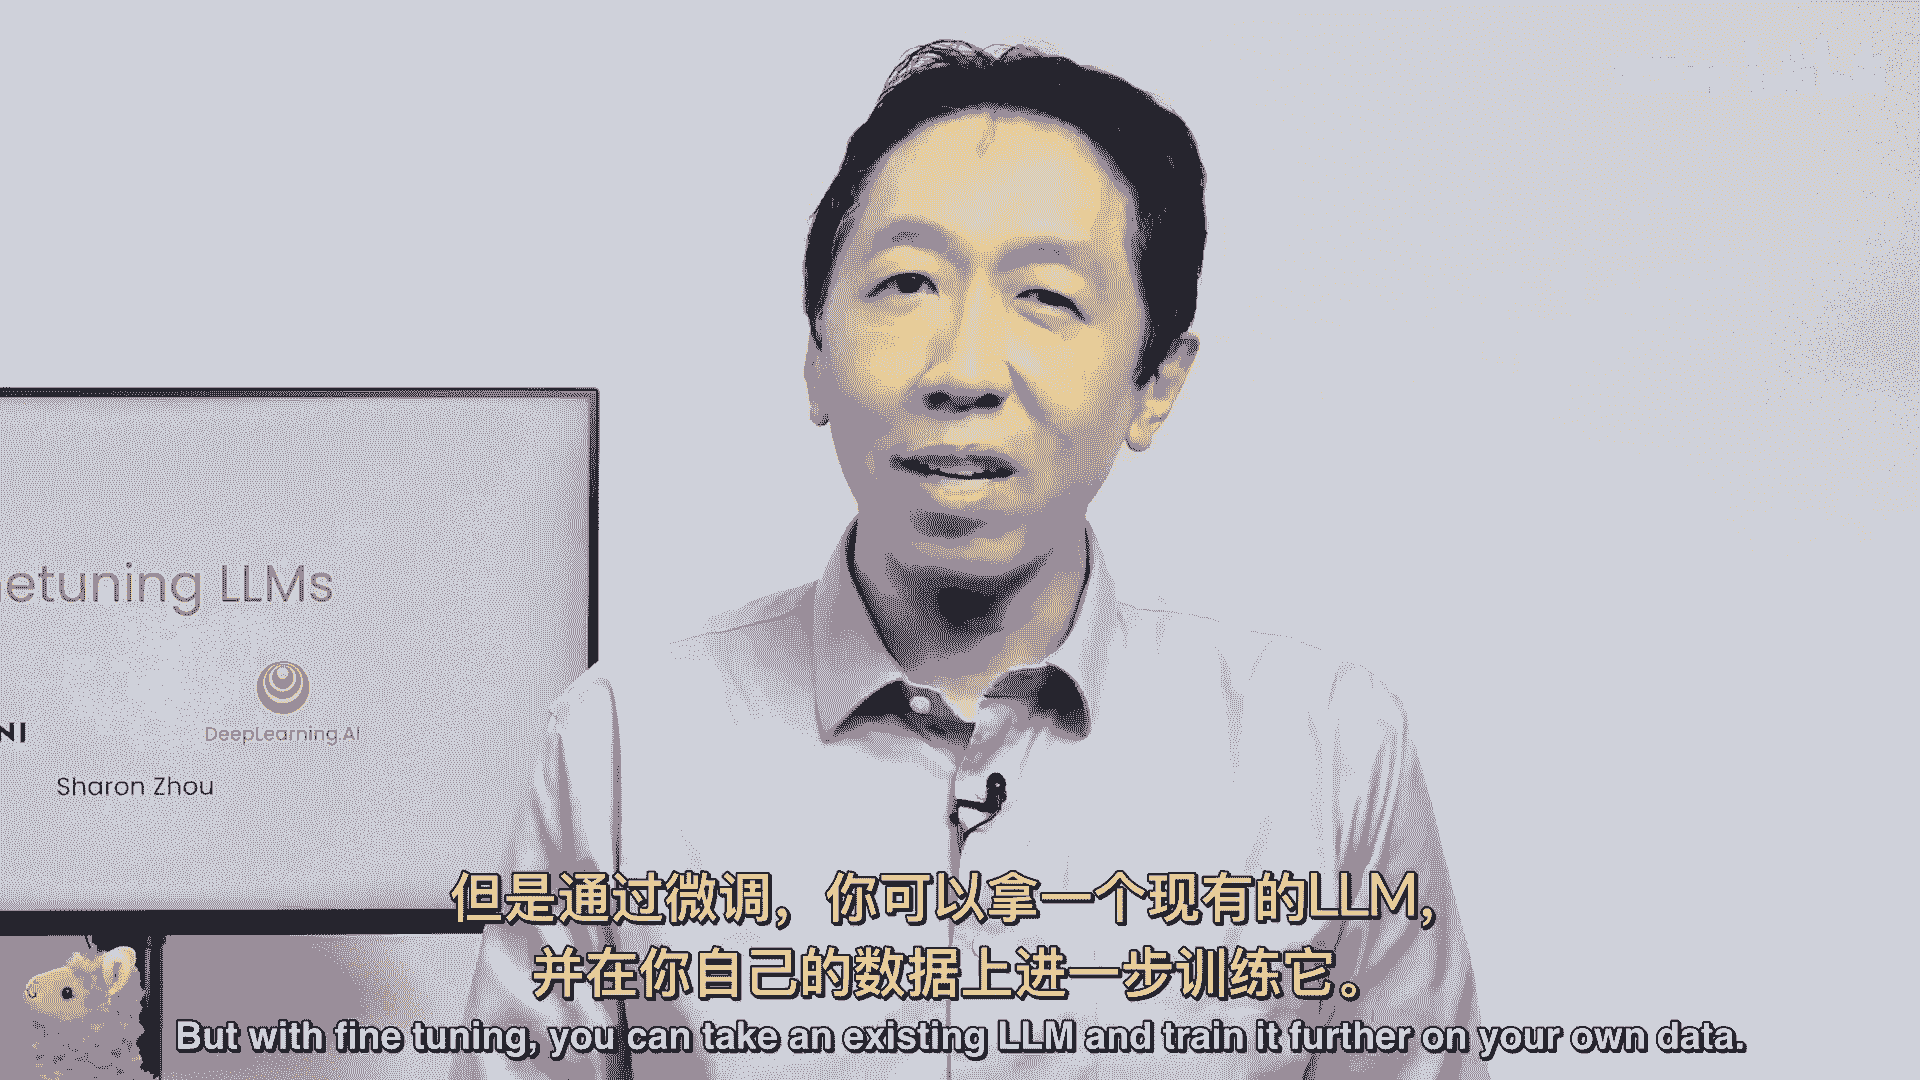 etuning LLMs
NI
DeepLearning.AI
Sharon Zhou
但是通过微调，你可以拿一个现有的LLM，
并在你自己的数据上进一步训练它。
But with fine tuning, you can take an existing LLM and train it further on your own data.